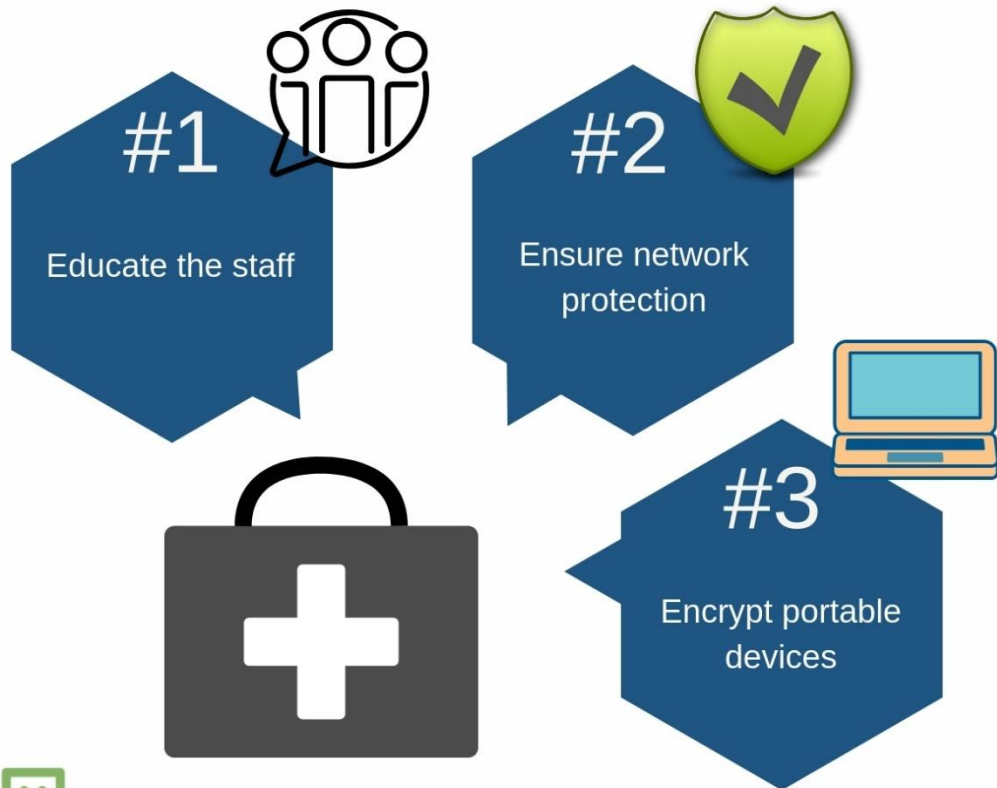 #1
Educate the staff
#2
Ensure network
protection
#3
Encrypt portable
devices